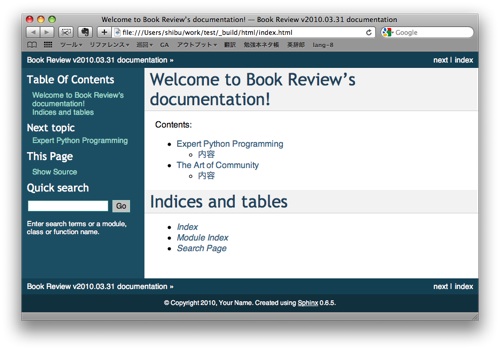 Welcome to Book Review's documentation! — Book Review v2010.03.31 documentation
file:///Users/shibu/work/test/_build/html/index.html
Google
ツール▼ リファレンス▼ 巡回▼ CA アウトプット▼ 翻訳 勉強本ネタ帳 英辞郎 lang-8
Book Review v2010.03.31 documentation »
next | index
Table Of Contents
Welcome to Book Review's
documentation!
Indices and tables
Next topic
Expert Python Programming
This Page
Show Source
Quick search
Go
Enter search terms or a module,
class or function name.
Welcome to Book Review's
documentation!
Contents:
Expert Python Programming
内容
The Art of Community
内容
Indices and tables
Index
Module Index
Search Page
Book Review v2010.03.31 documentation »
next | index
© Copyright 2010, Your Name. Created using Sphinx 0.6.5.